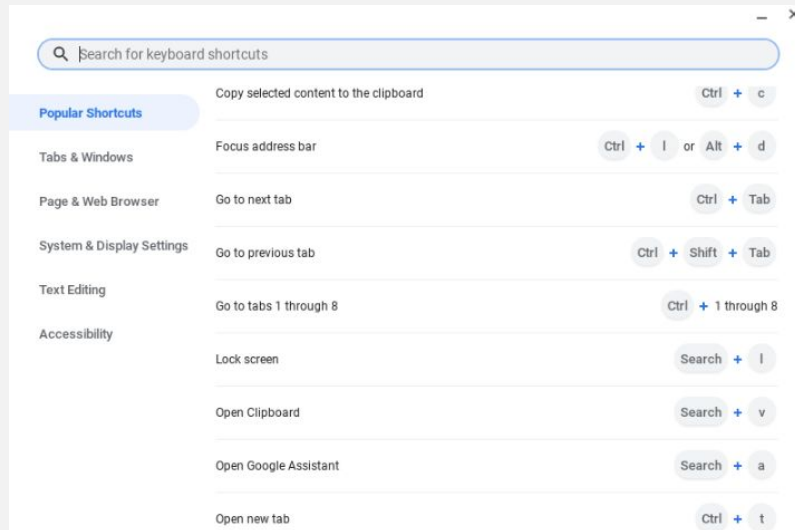 Search for keyboard shortcuts
Popular Shortcuts
Tabs & Windows
Page & Web Browser
System & Display Settings
Text Editing
Accessibility
Copy selected content to the clipboard Ctrl + c
Focus address bar Ctrl + l or Alt + d
Go to next tab Ctrl + Tab
Go to previous tab Ctrl + Shift + Tab
Go to tabs 1 through 8 Ctrl + 1 through 8
Lock screen Search + l
Open Clipboard Search + v
Open Google Assistant Search + a
Open new tab Ctrl + t